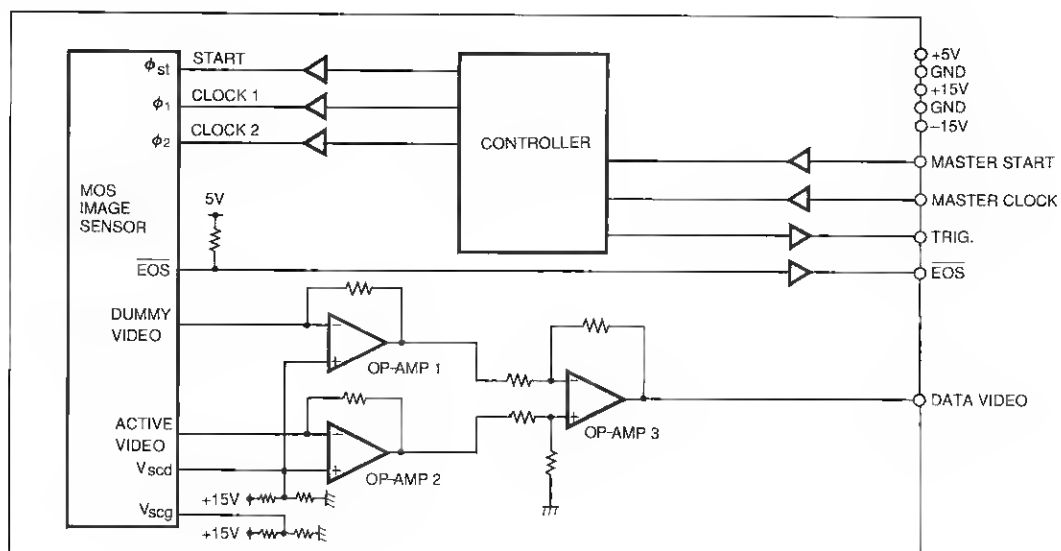 ϕst
START
ϕ1
CLOCK 1
ϕ2
CLOCK 2
MOS
IMAGE
SENSOR
5V
EOS
DUMMY
VIDEO
ACTIVE
VIDEO
Vscd
Vscg
+15V
+15V
OP-AMP 1
OP-AMP 2
OP-AMP 3
CONTROLLER
+5V
GND
+15V
GND
−15V
MASTER START
MASTER CLOCK
TRIG.
EOS
DATA VIDEO